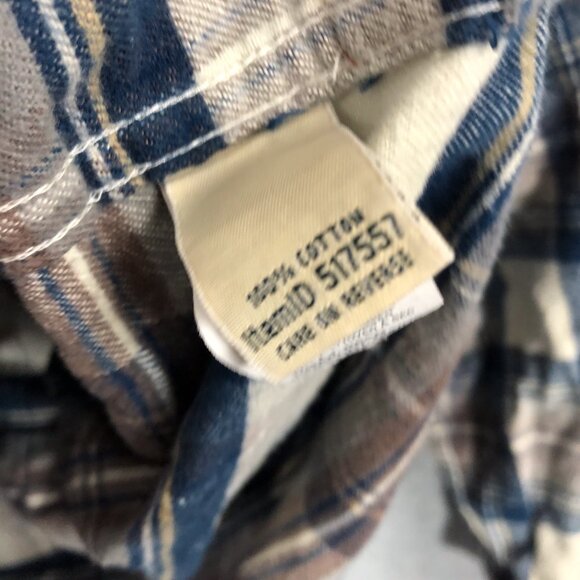 100% COTTON
ItemID 517557
CARE ON REVERSE